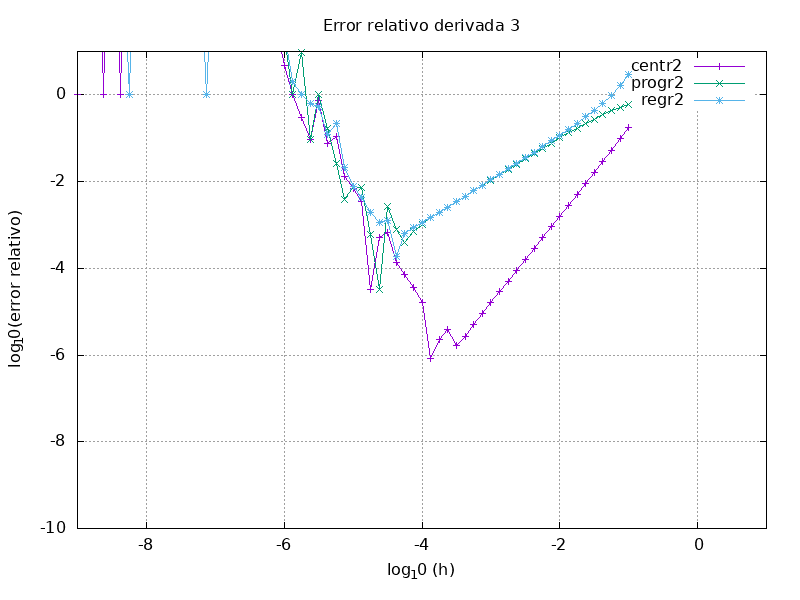 Error relativo derivada 3
centr2
progr2
regr2
0
-2
-4
-6
-8
-10
log10(error relativo)
-8
-6
-4
-2
0
log10 (h)